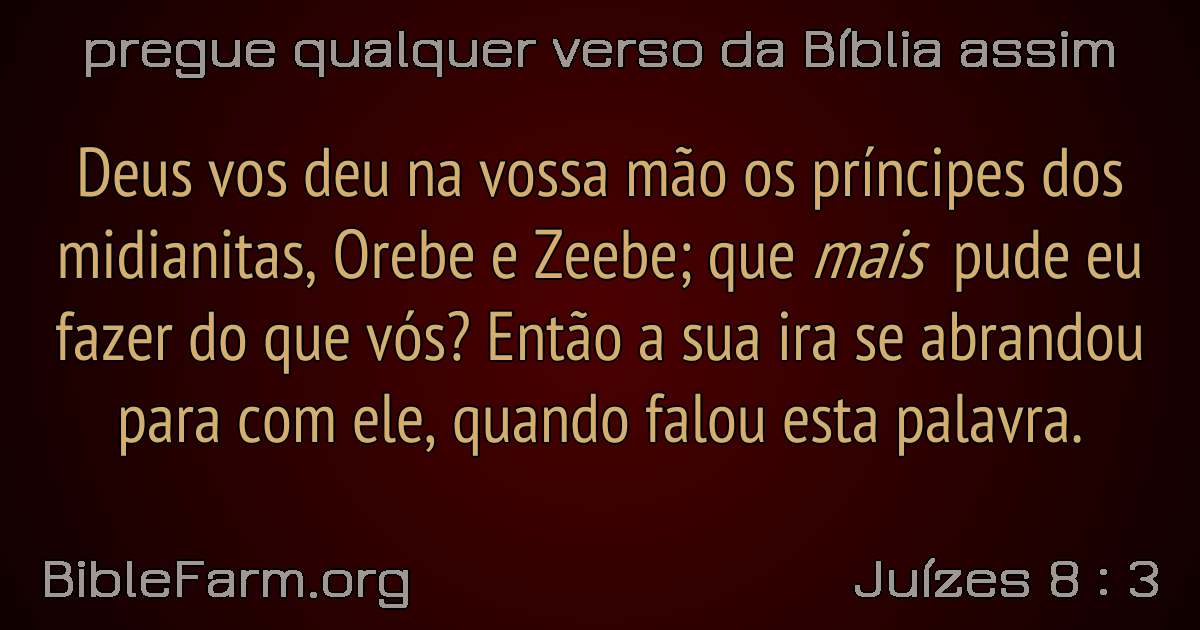 pregue qualquer verso da Bíblia assim
Deus vos deu na vossa mão os príncipes dos
midianitas, Orebe e Zeebe; que mais pude eu
fazer do que vós? Então a sua ira se abrandou
para com ele, quando falou esta palavra.
BibleFarm.org
Juízes 8 : 3